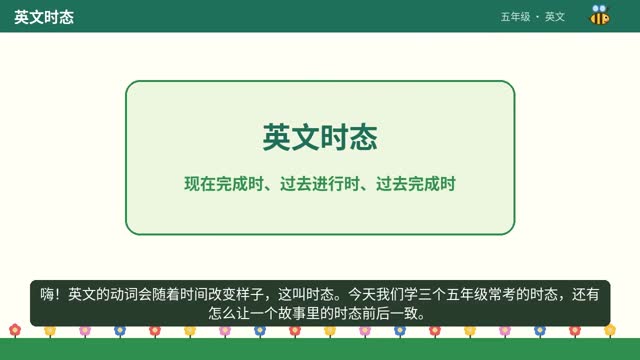 英文时态
五年级 · 英文
英文时态
现在完成时、过去进行时、过去完成时
嗨！英文的动词会随着时间改变样子，这叫时态。今天我们学三个五年级常考的时态，还有
怎么让一个故事里的时态前后一致。